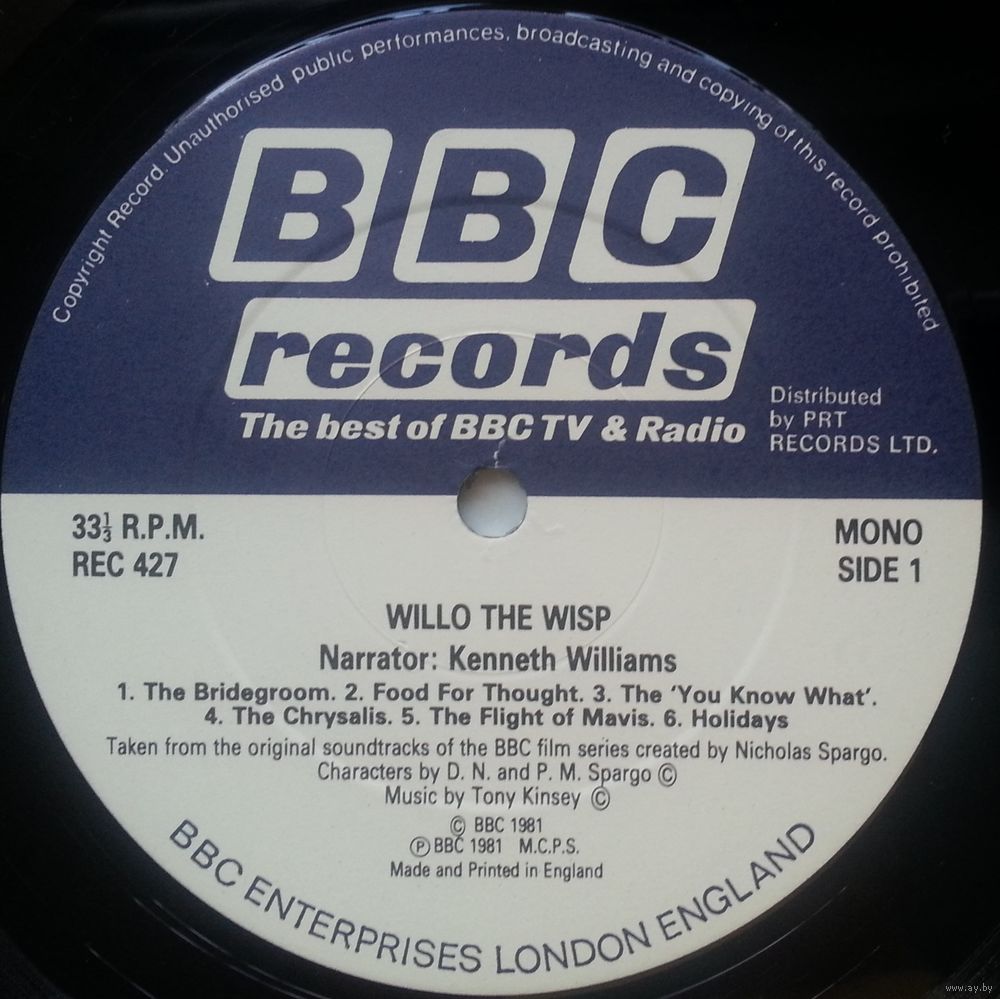 Copyright Record. Unauthorised public performances, broadcasting and copying of this record prohibited
BBC
records
The best of BBC TV & Radio
Distributed
by PRT
RECORDS LTD.
33⅓ R.P.M.
REC 427
MONO
SIDE 1
WILLO THE WISP
Narrator: Kenneth Williams
1. The Bridegroom. 2. Food For Thought. 3. The 'You Know What'.
4. The Chrysalis. 5. The Flight of Mavis. 6. Holidays
Taken from the original soundtracks of the BBC film series created by Nicholas Spargo.
Characters by D. N. and P. M. Spargo ©
Music by Tony Kinsey ©
© BBC 1981
℗ BBC 1981 M.C.P.S.
Made and Printed in England
BBC ENTERPRISES LONDON ENGLAND
www.ay.by